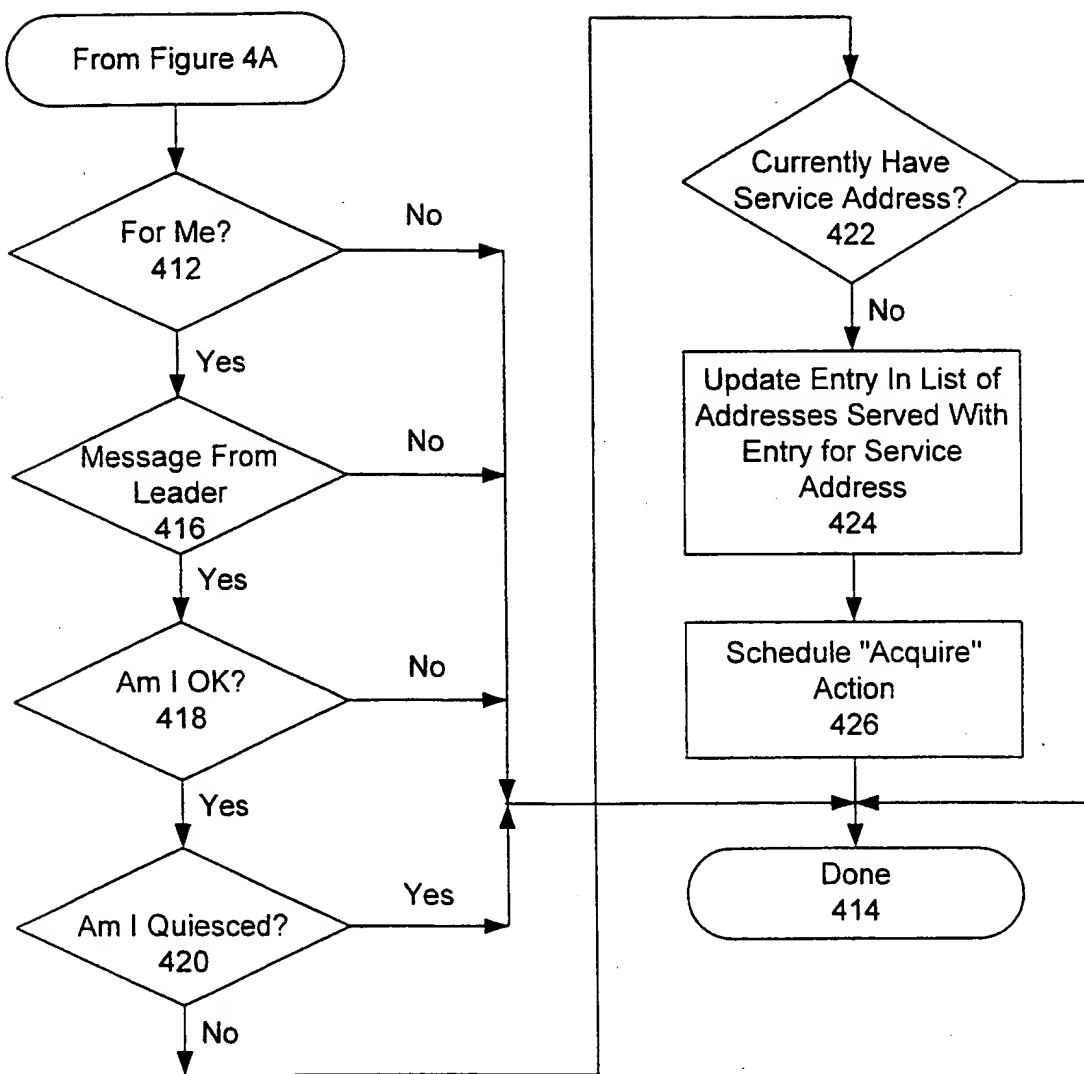 From Figure 4A
For Me?
412
No
Yes
Message From
Leader
416
No
Yes
Am I OK?
418
No
Yes
Am I Quiesced?
420
Yes
No
Currently Have
Service Address?
422
No
Update Entry In List of
Addresses Served With
Entry for Service
Address
424
Schedule "Acquire"
Action
426
Done
414